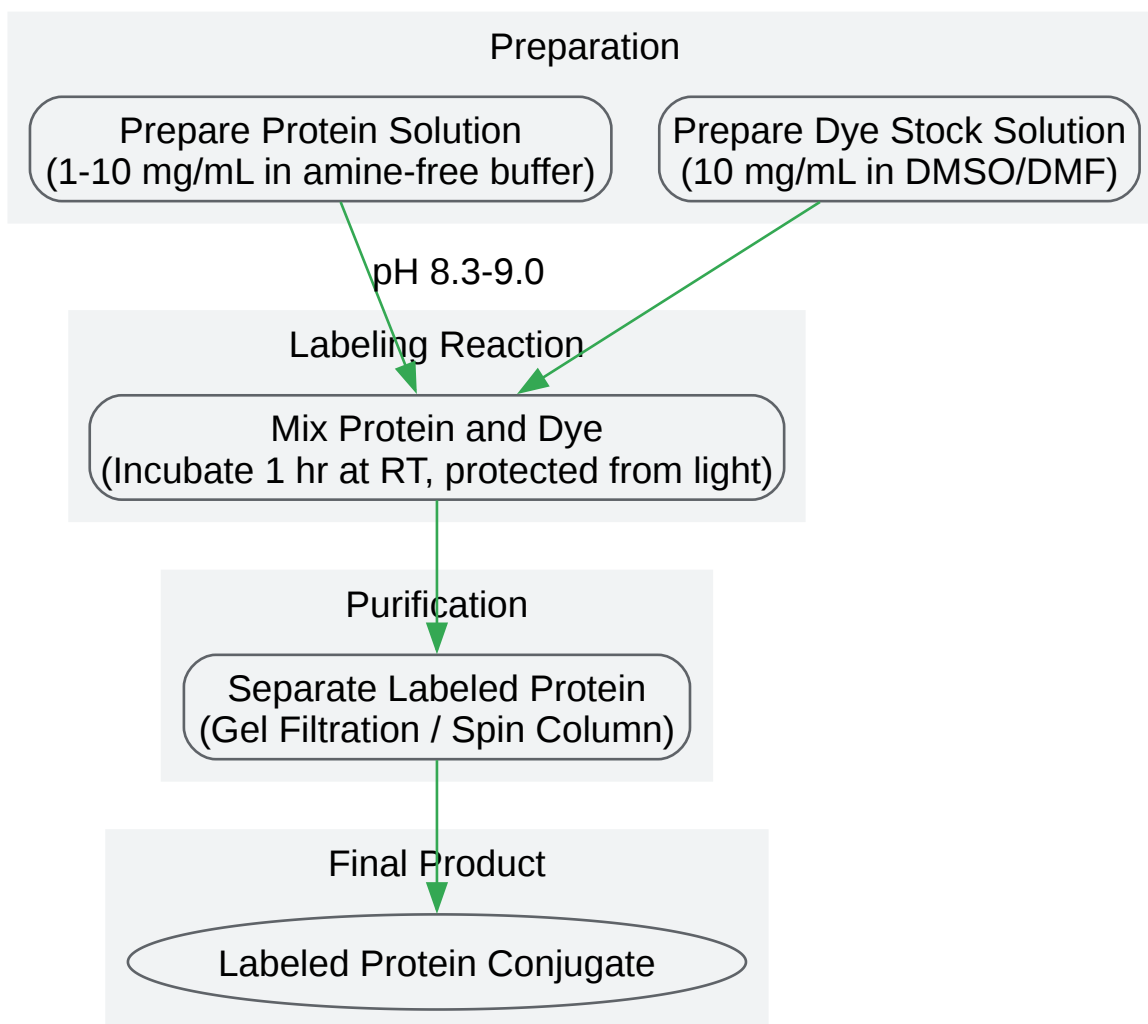 Preparation
Prepare Protein Solution
(1-10 mg/mL in amine-free buffer)
Prepare Dye Stock Solution
(10 mg/mL in DMSO/DMF)
pH 8.3-9.0
Labeling Reaction
Mix Protein and Dye
(Incubate 1 hr at RT, protected from light)
Purification
Separate Labeled Protein
(Gel Filtration / Spin Column)
Final Product
Labeled Protein Conjugate